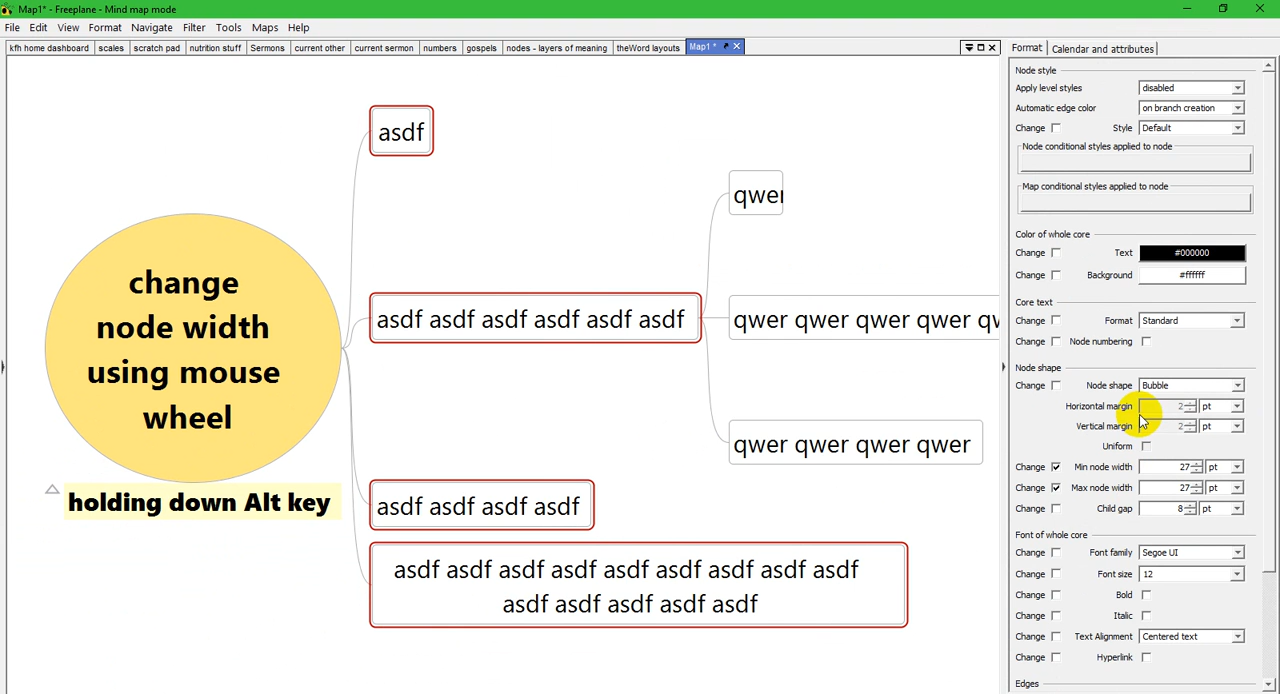 Map1* - Freeplane - Mind map mode
File Edit View Format Navigate Filter Tools Maps Help
kfh home dashboard scales scratch pad nutrition stuff Sermons current other current sermon numbers gospels nodes - layers of meaning theWord layouts Map1 *
Format Calendar and attributes
change
node width
using mouse
wheel
holding down Alt key
asdf
asdf asdf asdf asdf asdf asdf
qwer
qwer qwer qwer qwer
qwer qwer qwer qwer
asdf asdf asdf asdf
asdf asdf asdf asdf asdf asdf asdf asdf asdf
asdf asdf asdf asdf asdf
Node style
Apply level styles disabled
Automatic edge color on branch creation
Change Style Default
Node conditional styles applied to node
Map conditional styles applied to node
Color of whole core
Change Text #000000
Change Background #ffffff
Core text
Change Format Standard
Change Node numbering
Node shape
Change Node shape Bubble
Horizontal margin 2 pt
Vertical margin 2 pt
Uniform
Change Min node width 27 pt
Change Max node width 27 pt
Change Child gap 8 pt
Font of whole core
Change Font family Segoe UI
Change Font size 12
Change Bold
Change Italic
Change Text Alignment Centered text
Change Hyperlink
Edges